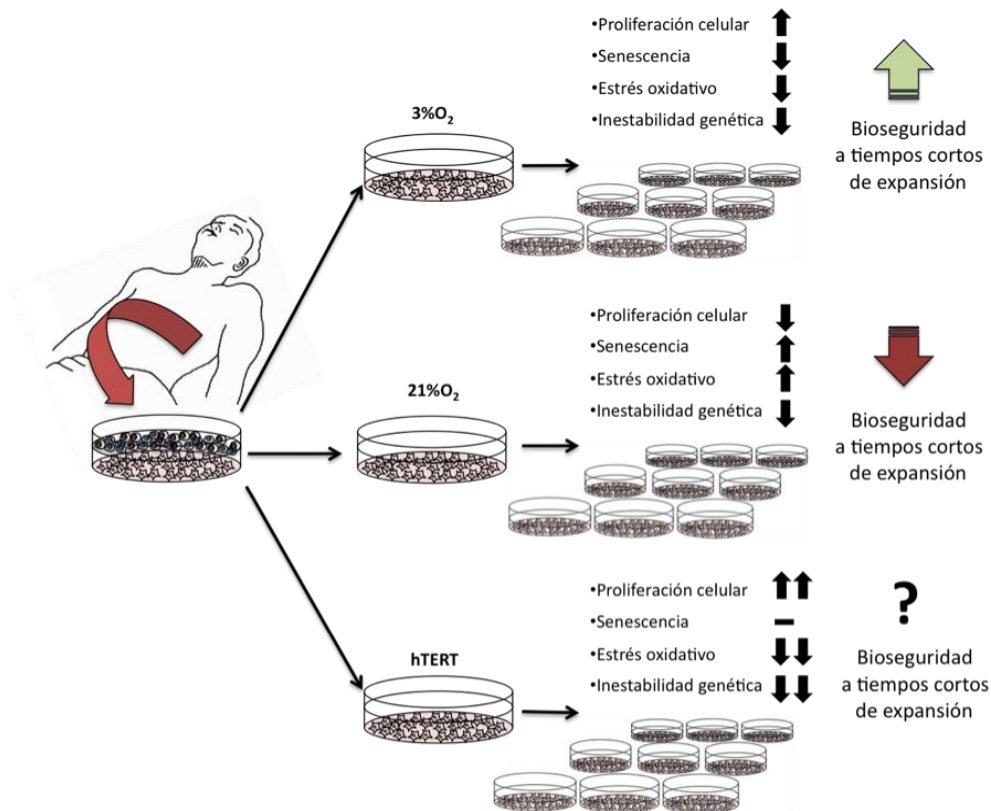 •Proliferación celular
•Senescencia
•Estrés oxidativo
•Inestabilidad genética
3%O₂
Bioseguridad
a tiempos cortos
de expansión
•Proliferación celular
•Senescencia
•Estrés oxidativo
•Inestabilidad genética
21%O₂
Bioseguridad
a tiempos cortos
de expansión
•Proliferación celular
•Senescencia
•Estrés oxidativo
•Inestabilidad genética
hTERT
?
Bioseguridad
a tiempos cortos
de expansión